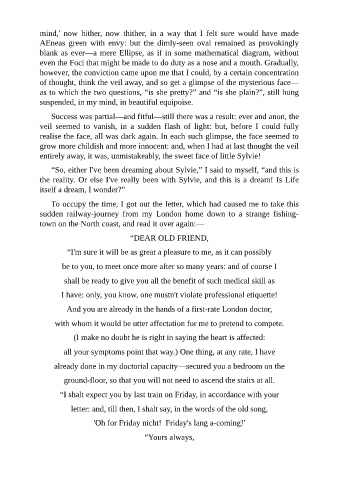 mind,' now hither, now thither, in a way that I felt sure would have made
AEneas green with envy: but the dimly-seen oval remained as provokingly
blank as ever—a mere Ellipse, as if in some mathematical diagram, without
even the Foci that might be made to do duty as a nose and a mouth. Gradually,
however, the conviction came upon me that I could, by a certain concentration
of thought, think the veil away, and so get a glimpse of the mysterious face—
as to which the two questions, “is she pretty?” and “is she plain?”, still hung
suspended, in my mind, in beautiful equipoise.
Success was partial—and fitful—still there was a result: ever and anon, the
veil seemed to vanish, in a sudden flash of light: but, before I could fully
realise the face, all was dark again. In each such glimpse, the face seemed to
grow more childish and more innocent: and, when I had at last thought the veil
entirely away, it was, unmistakeably, the sweet face of little Sylvie!
“So, either I've been dreaming about Sylvie,” I said to myself, “and this is
the reality. Or else I've really been with Sylvie, and this is a dream! Is Life
itself a dream, I wonder?”
To occupy the time, I got out the letter, which had caused me to take this
sudden railway-journey from my London home down to a strange fishing-
town on the North coast, and read it over again:—
“DEAR OLD FRIEND,
“I'm sure it will be as great a pleasure to me, as it can possibly
be to you, to meet once more after so many years: and of course I
shall be ready to give you all the benefit of such medical skill as
I have: only, you know, one mustn't violate professional etiquette!
And you are already in the hands of a first-rate London doctor,
with whom it would be utter affectation for me to pretend to compete.
(I make no doubt he is right in saying the heart is affected:
all your symptoms point that way.) One thing, at any rate, I have
already done in my doctorial capacity—secured you a bedroom on the
ground-floor, so that you will not need to ascend the stairs at all.
“I shalt expect you by last train on Friday, in accordance with your
letter: and, till then, I shalt say, in the words of the old song,
'Oh for Friday nicht! Friday's lang a-coming!'
“Yours always,